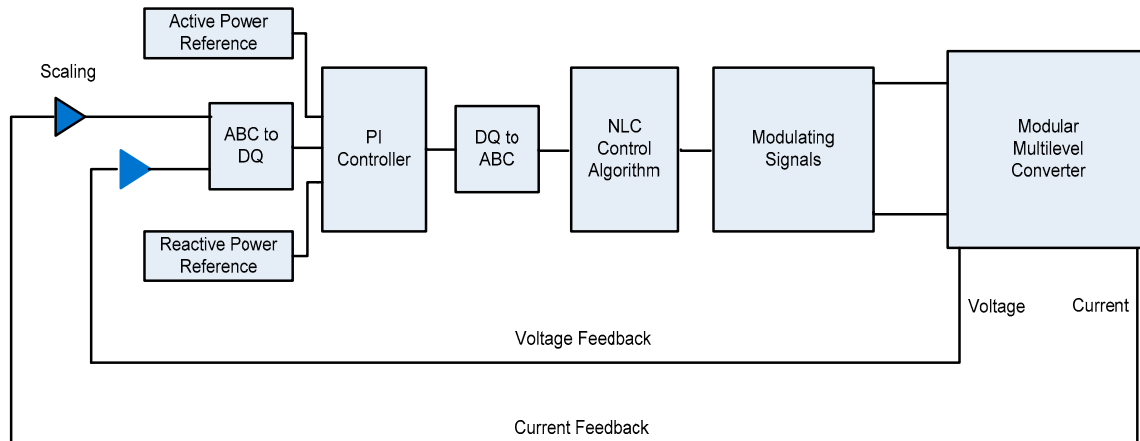 Active Power
Reference
Scaling
ABC to
DQ
PI
Controller
DQ to
ABC
NLC
Control
Algorithm
Modulating
Signals
Modular
Multilevel
Converter
Reactive Power
Reference
Voltage
Current
Voltage Feedback
Current Feedback